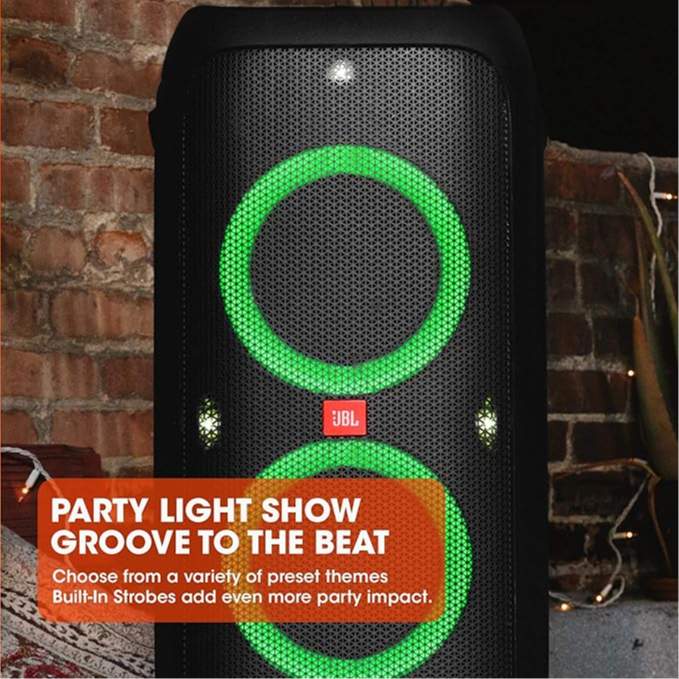 JBL
PARTY LIGHT SHOW
GROOVE TO THE BEAT
Choose from a variety of preset themes
Built-In Strobes add even more party impact.